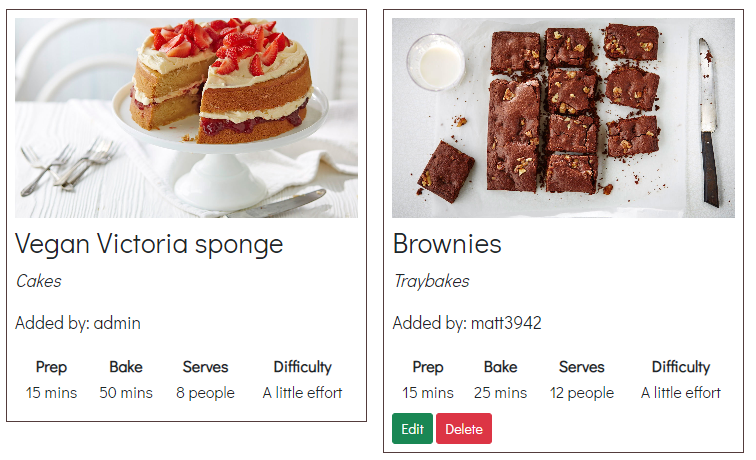 Vegan Victoria sponge
Cakes
Added by: admin
Prep Bake Serves Difficulty
15 mins 50 mins 8 people A little effort
Brownies
Traybakes
Added by: matt3942
Prep Bake Serves Difficulty
15 mins 25 mins 12 people A little effort
Edit Delete